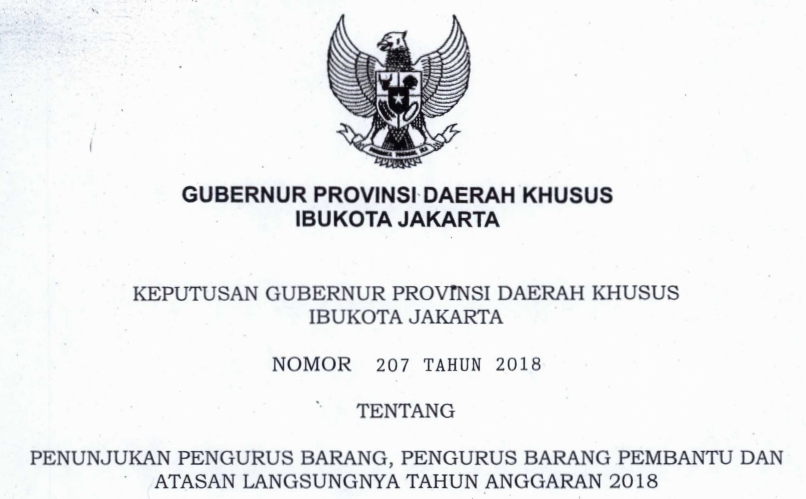 GUBERNUR PROVINSI DAERAH KHUSUS
IBUKOTA JAKARTA
KEPUTUSAN GUBERNUR PROVINSI DAERAH KHUSUS
IBUKOTA JAKARTA
NOMOR 207 TAHUN 2018
TENTANG
PENUNJUKAN PENGURUS BARANG, PENGURUS BARANG PEMBANTU DAN
ATASAN LANGSUNGNYA TAHUN ANGGARAN 2018